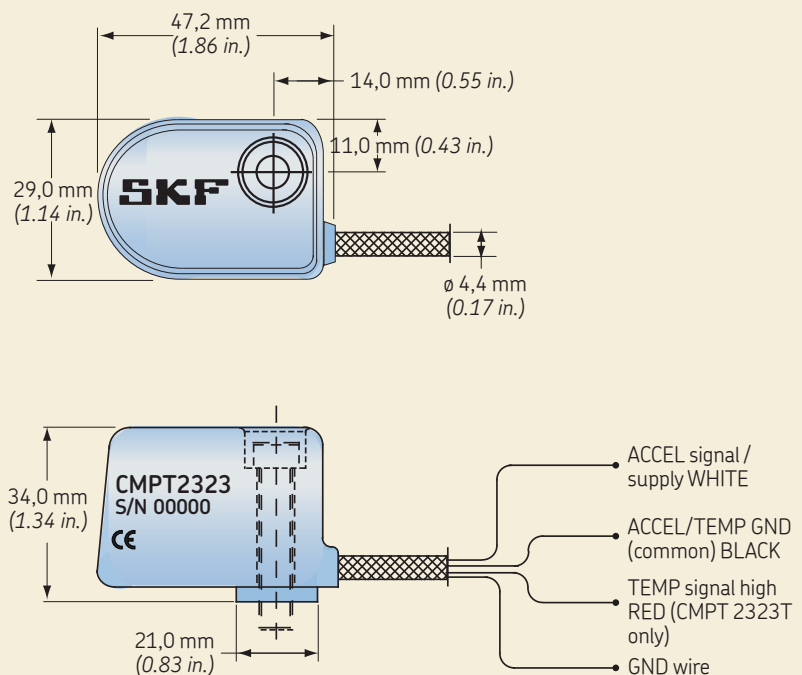 47,2 mm
(1.86 in.)
14,0 mm (0.55 in.)
11,0 mm (0.43 in.)
29,0 mm
(1.14 in.)
SKF
ø 4,4 mm
(0.17 in.)
34,0 mm
(1.34 in.)
CMPT2323
S/N 00000
CE
21,0 mm
(0.83 in.)
ACCEL signal /
supply WHITE
ACCEL/TEMP GND
(common) BLACK
TEMP signal high
RED (CMPT 2323T
only)
GND wire